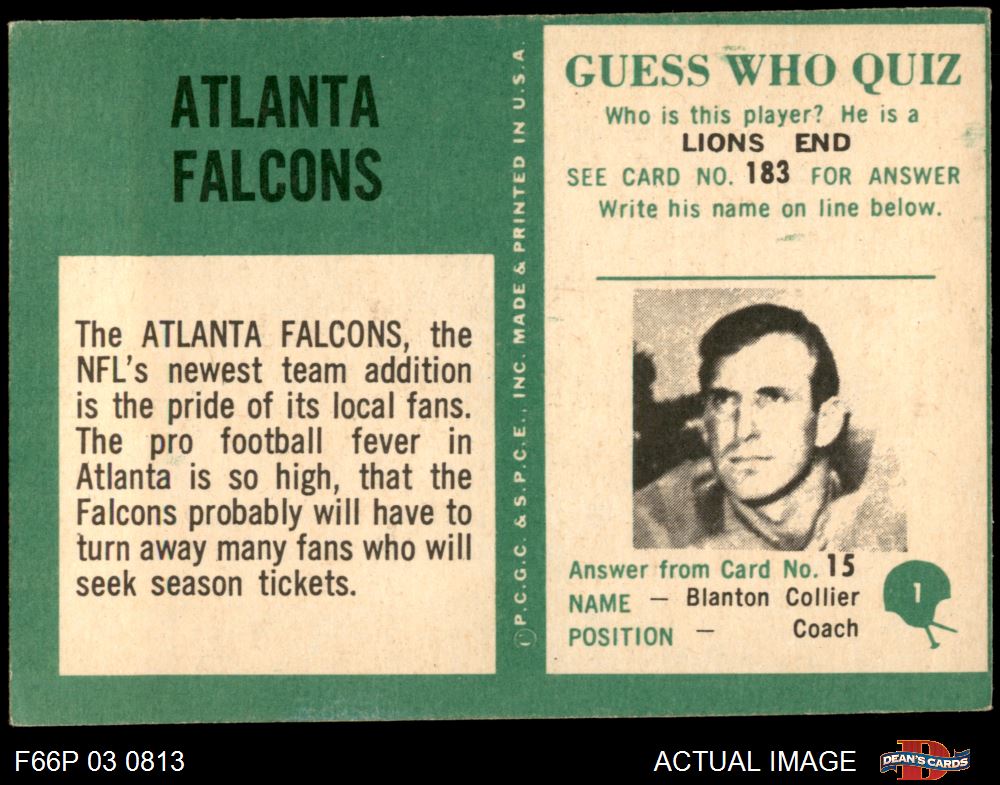 ATLANTA
FALCONS
The ATLANTA FALCONS, the
NFL's newest team addition
is the pride of its local fans.
The pro football fever in
Atlanta is so high, that the
Falcons probably will have to
turn away many fans who will
seek season tickets.
© P.C.G.C. & S.P.C.E., INC. MADE & PRINTED IN U.S.A.
GUESS WHO QUIZ
Who is this player? He is a
LIONS END
SEE CARD NO. 183 FOR ANSWER
Write his name on line below.
Answer from Card No. 15
NAME — Blanton Collier
POSITION — Coach
1
F66P 03 0813
ACTUAL IMAGE
DEAN'S CARDS